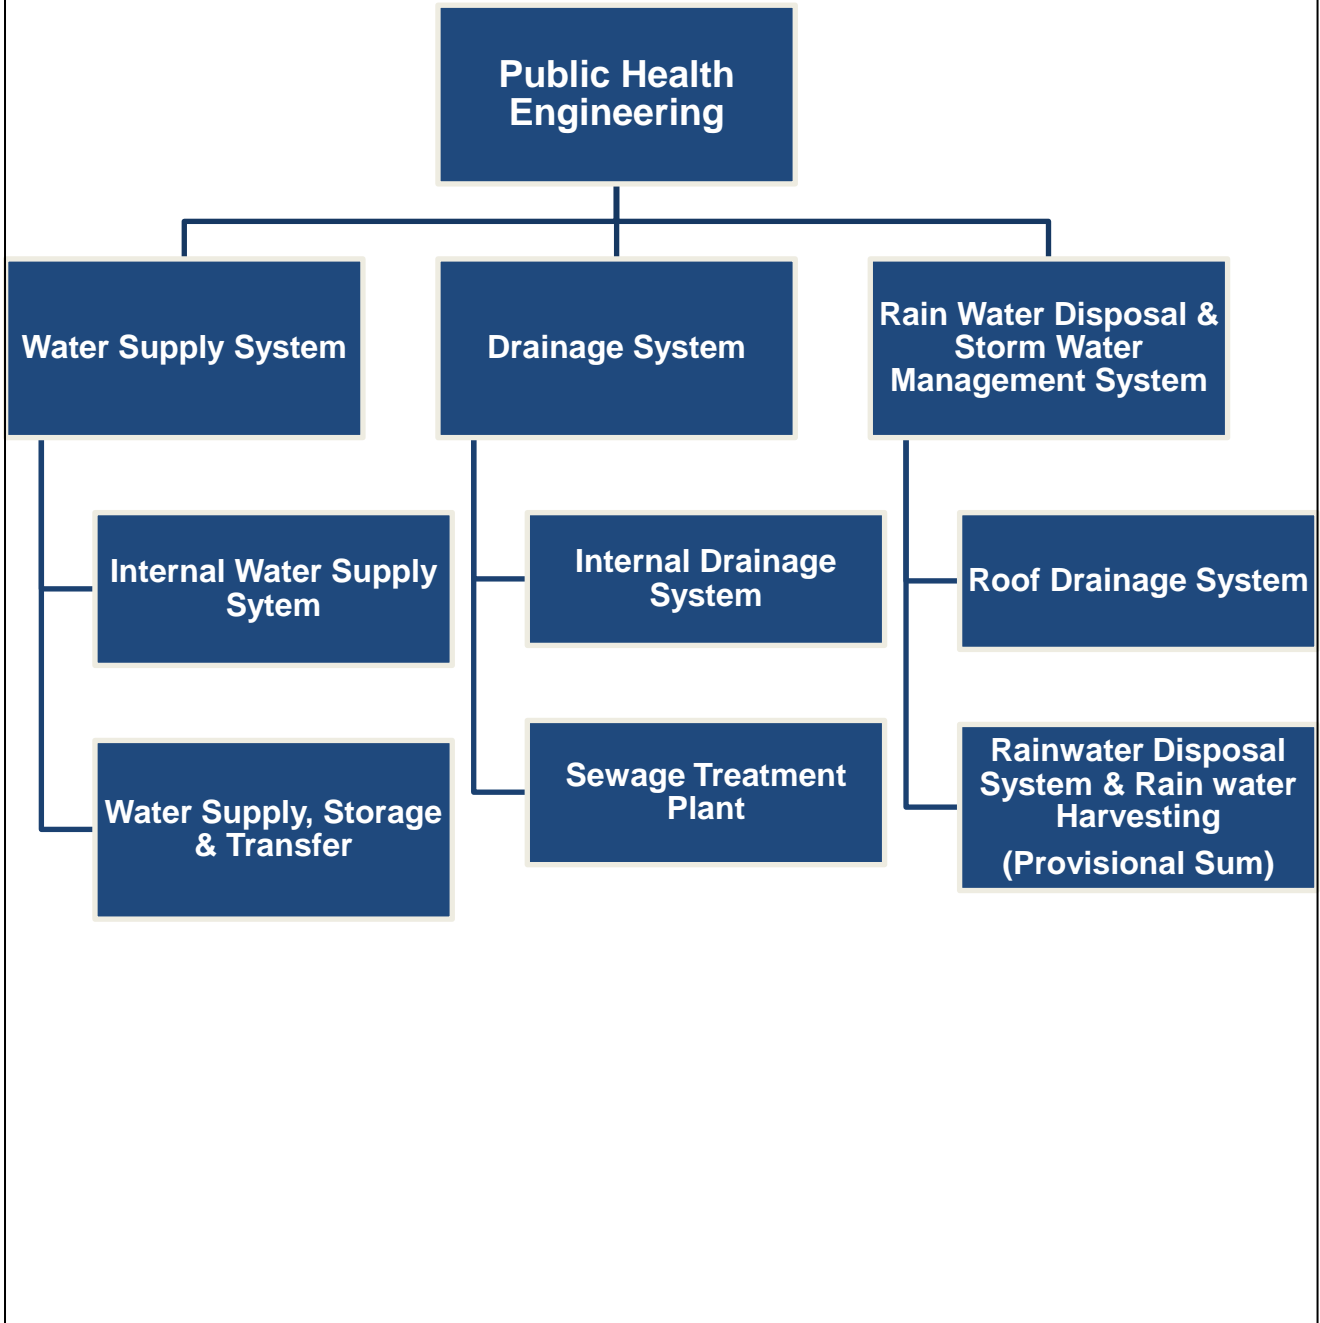 Public Health
Engineering
Water Supply System
Drainage System
Rain Water Disposal &
Storm Water
Management System
Internal Water Supply
Sytem
Internal Drainage
System
Roof Drainage System
Water Supply, Storage
& Transfer
Sewage Treatment
Plant
Rainwater Disposal
System & Rain water
Harvesting
(Provisional Sum)